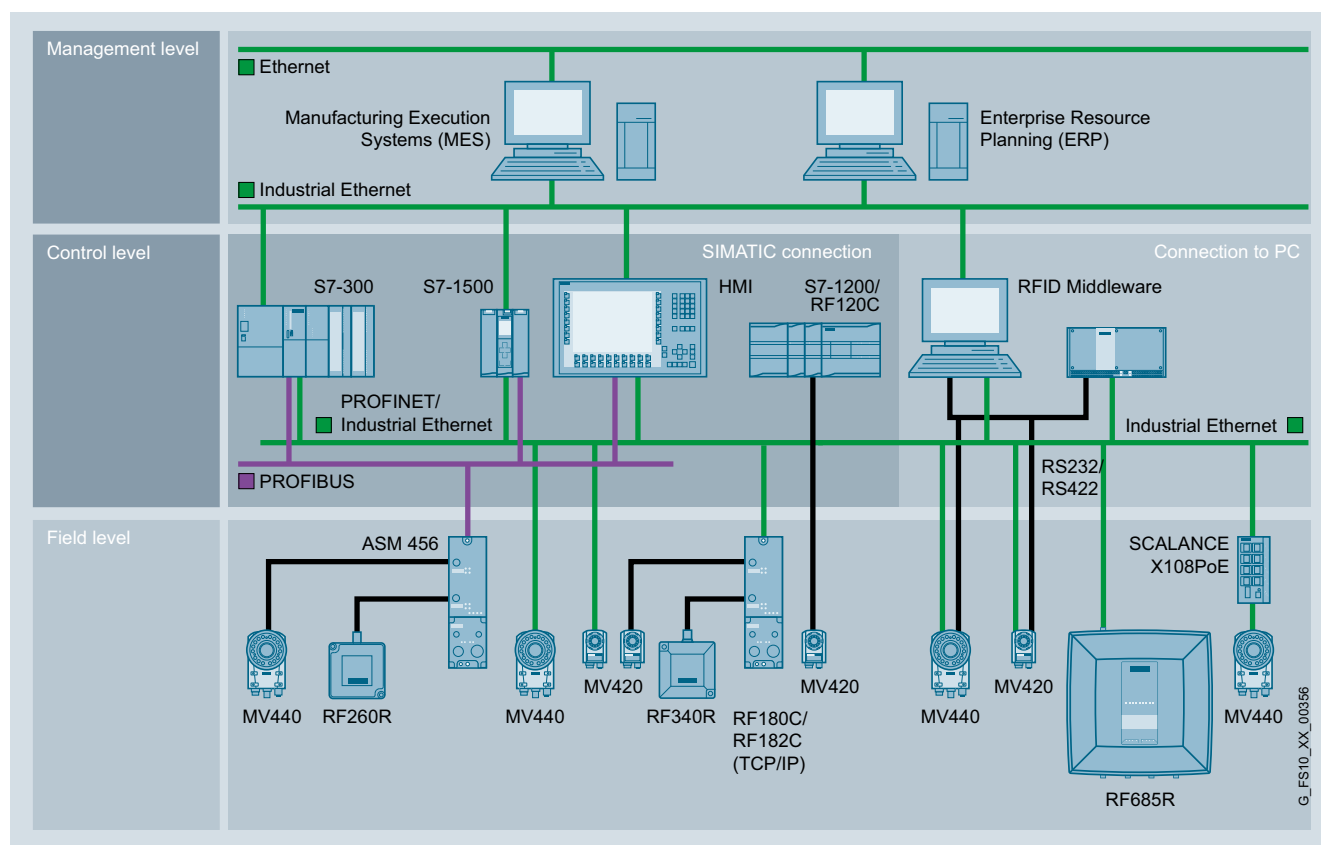 Management level
Ethernet
Manufacturing Execution
Systems (MES)
Enterprise Resource
Planning (ERP)
Industrial Ethernet
Control level
SIMATIC connection
Connection to PC
S7-300
S7-1500
HMI
S7-1200/
RF120C
RFID Middleware
PROFINET/
Industrial Ethernet
Industrial Ethernet
PROFIBUS
RS232/
RS422
Field level
ASM 456
SCALANCE
X108PoE
MV420
MV420
MV420
MV440
RF260R
MV440
RF340R
RF180C/
RF182C
(TCP/IP)
MV440
MV440
RF685R
G_FS10_XX_00356